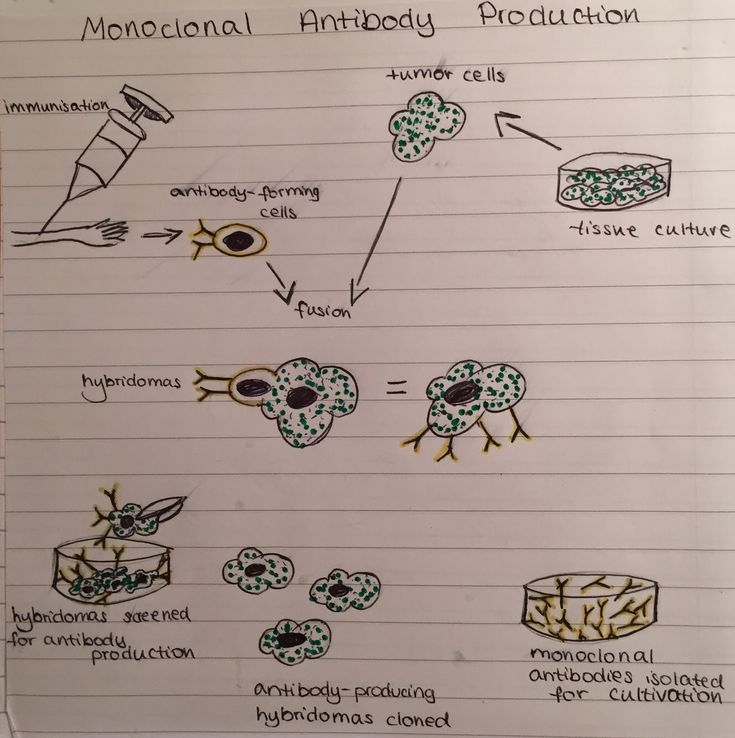 Monoclonal Antibody Production
tumor cells
immunisation
antibody-forming
cells
tissue culture
fusion
hybridomas
=
hybridomas screened
for antibody
production
antibody-producing
hybridomas cloned
monoclonal
antibodies isolated
for cultivation